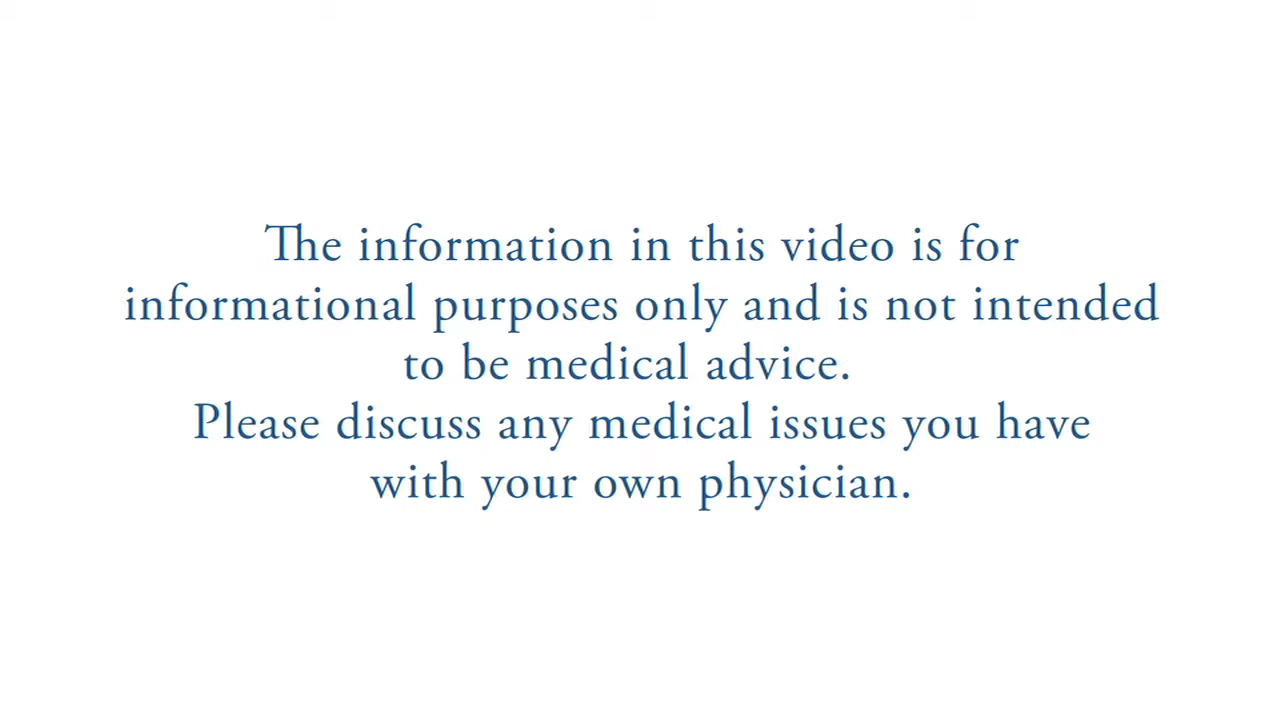 The information in this video is for
informational purposes only and is not intended
to be medical advice.
Please discuss any medical issues you have
with your own physician.